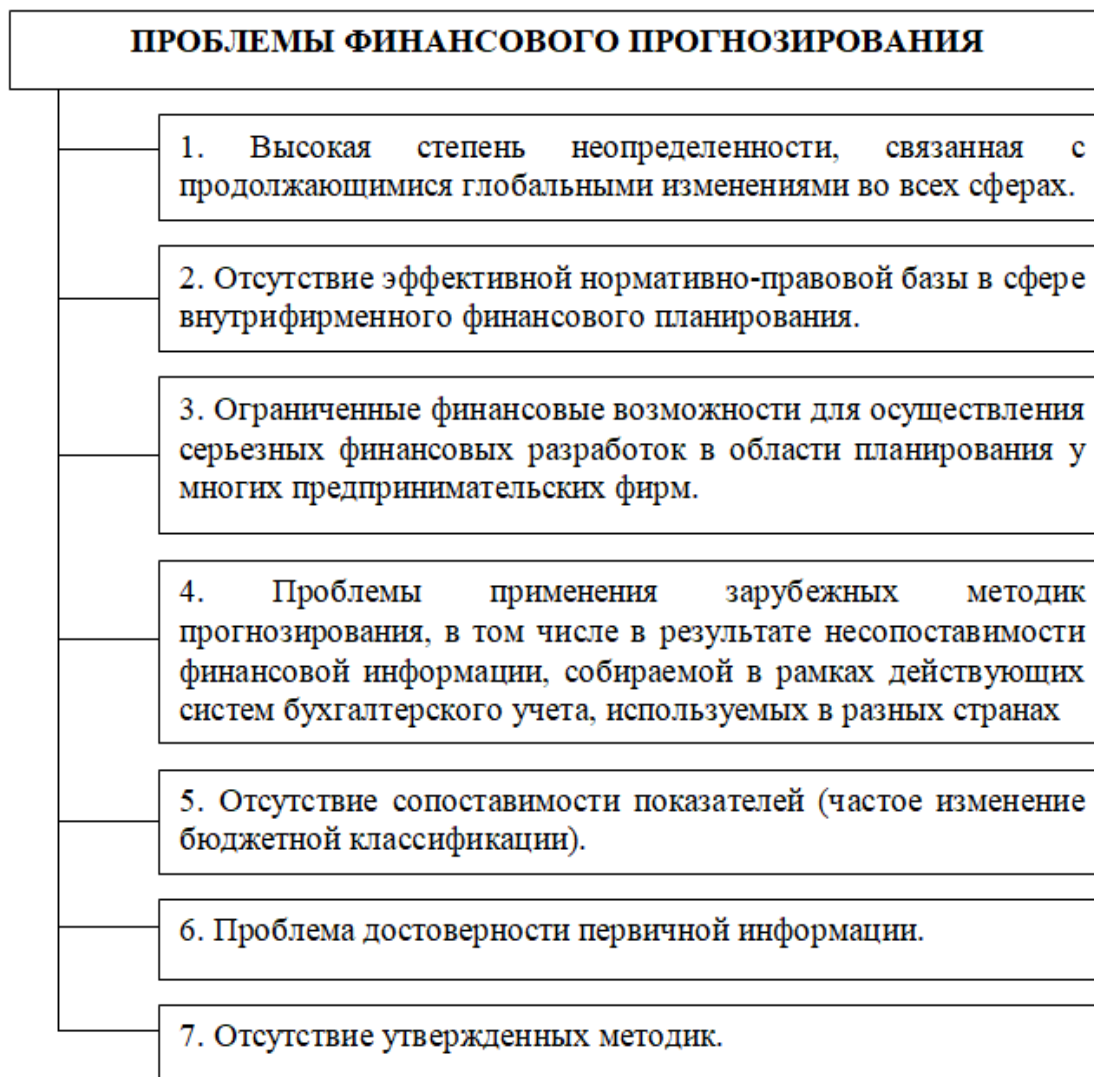 ПРОБЛЕМЫ ФИНАНСОВОГО ПРОГНОЗИРОВАНИЯ
1. Высокая степень неопределенности, связанная с
продолжающимися глобальными изменениями во всех сферах.
2. Отсутствие эффективной нормативно-правовой базы в сфере
внутрифирменного финансового планирования.
3. Ограниченные финансовые возможности для осуществления
серьезных финансовых разработок в области планирования у
многих предпринимательских фирм.
4. Проблемы применения зарубежных методик
прогнозирования, в том числе в результате несопоставимости
финансовой информации, собираемой в рамках действующих
систем бухгалтерского учета, используемых в разных странах
5. Отсутствие сопоставимости показателей (частое изменение
бюджетной классификации).
6. Проблема достоверности первичной информации.
7. Отсутствие утвержденных методик.